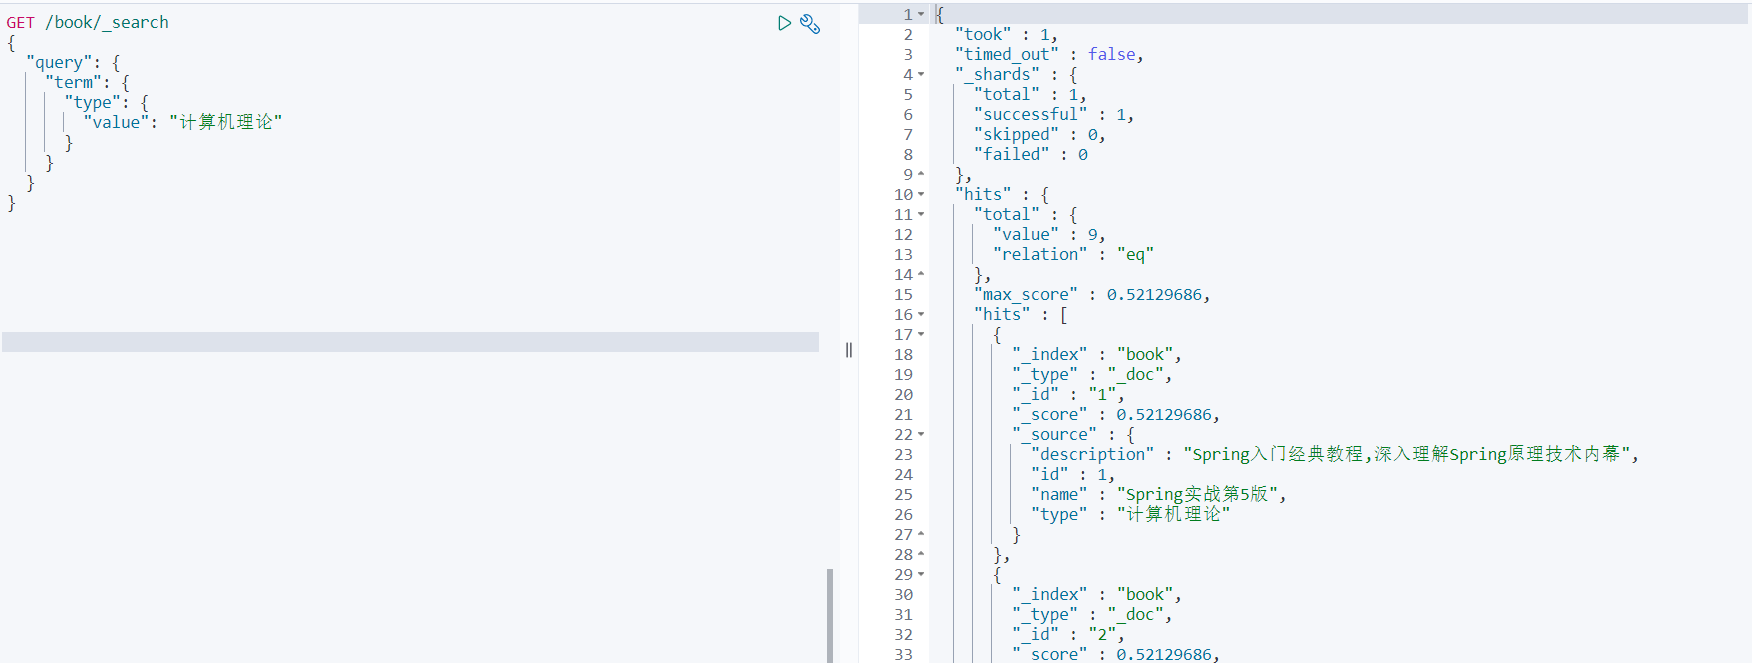 GET /book/_search
{
  "query": {
    "term": {
      "type": {
        "value": "计算机理论"
      }
    }
  }
}
1 {
2   "took" : 1,
3   "timed_out" : false,
4   "_shards" : {
5     "total" : 1,
6     "successful" : 1,
7     "skipped" : 0,
8     "failed" : 0
9   },
10   "hits" : {
11     "total" : {
12       "value" : 9,
13       "relation" : "eq"
14     },
15     "max_score" : 0.52129686,
16     "hits" : [
17       {
18         "_index" : "book",
19         "_type" : "_doc",
20         "_id" : "1",
21         "_score" : 0.52129686,
22         "_source" : {
23           "description" : "Spring入门经典教程,深入理解Spring原理技术内幕",
24           "id" : 1,
25           "name" : "Spring实战第5版",
26           "type" : "计算机理论"
27         }
28       },
29       {
30         "_index" : "book",
31         "_type" : "_doc",
32         "_id" : "2",
33         "_score" : 0.52129686,